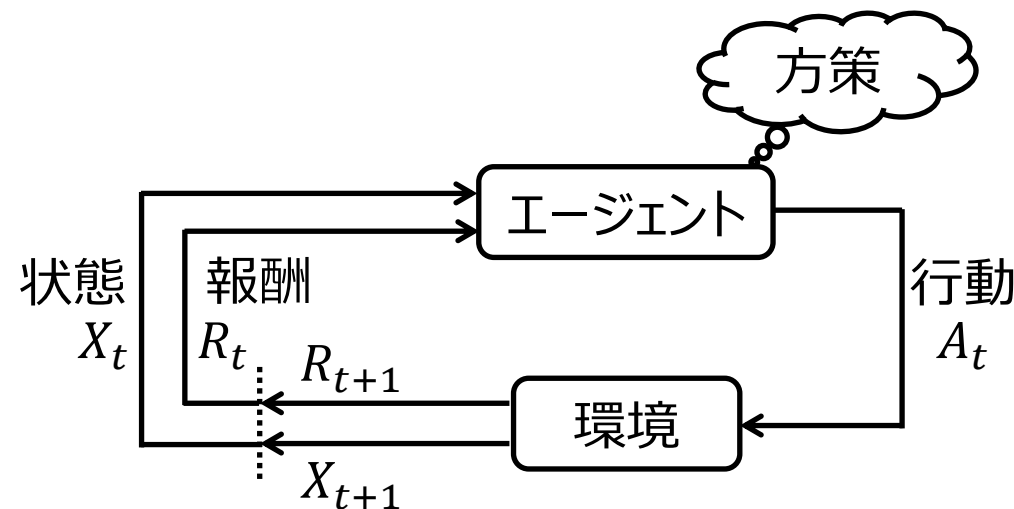 方策
エージェント
状態
X_t
報酬
R_t
行動
A_t
R_{t+1}
環境
X_{t+1}